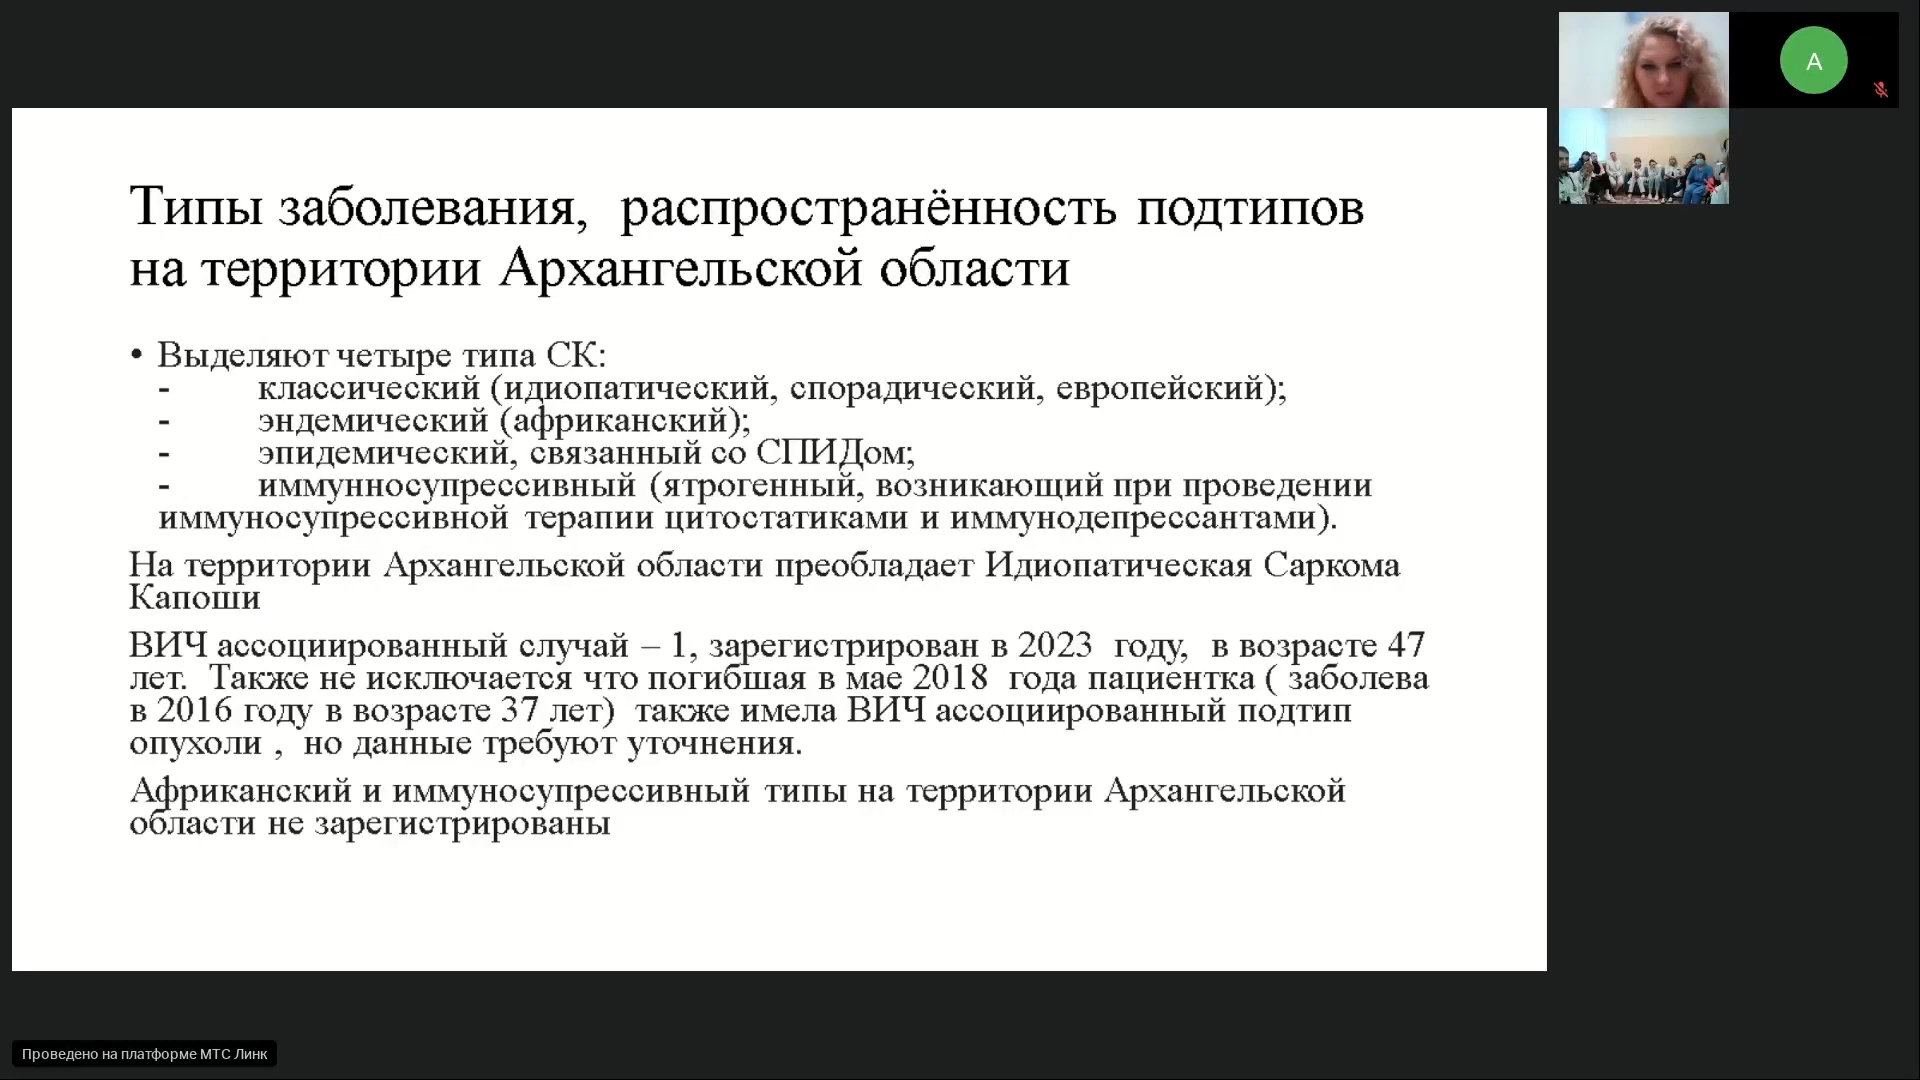 А
Типы заболевания, распространённость подтипов
на территории Архангельской области
• Выделяют четыре типа СК:
- классический (идиопатический, спорадический, европейский);
- эндемический (африканский);
- эпидемический, связанный со СПИДом;
- иммунносупрессивный (ятрогенный, возникающий при проведении
иммуносупрессивной терапии цитостатиками и иммунодепрессантами).
На территории Архангельской области преобладает Идиопатическая Саркома
Капоши
ВИЧ ассоциированный случай – 1, зарегистрирован в 2023 году, в возрасте 47
лет. Также не исключается что погибшая в мае 2018 года пациентка ( заболева
в 2016 году в возрасте 37 лет) также имела ВИЧ ассоциированный подтип
опухоли , но данные требуют уточнения.
Африканский и иммуносупрессивный типы на территории Архангельской
области не зарегистрированы
Проведено на платформе МТС Линк